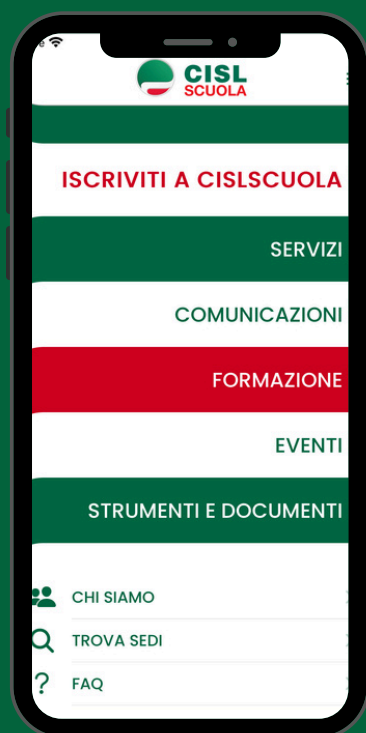 CISL
SCUOLA
ISCRIVITI A CISLSCUOLA
SERVIZI
COMUNICAZIONI
FORMAZIONE
EVENTI
STRUMENTI E DOCUMENTI
CHI SIAMO
TROVA SEDI
? FAQ